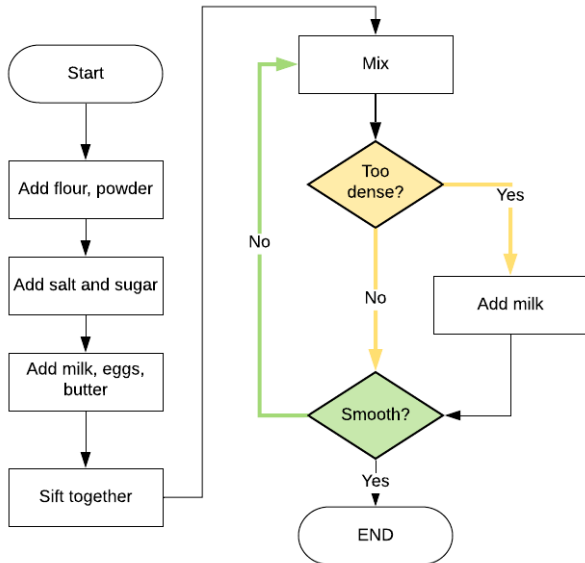 Start
Add flour, powder
Add salt and sugar
Add milk, eggs,
butter
Sift together
Mix
Too
dense?
Yes
No
Add milk
No
Smooth?
Yes
END